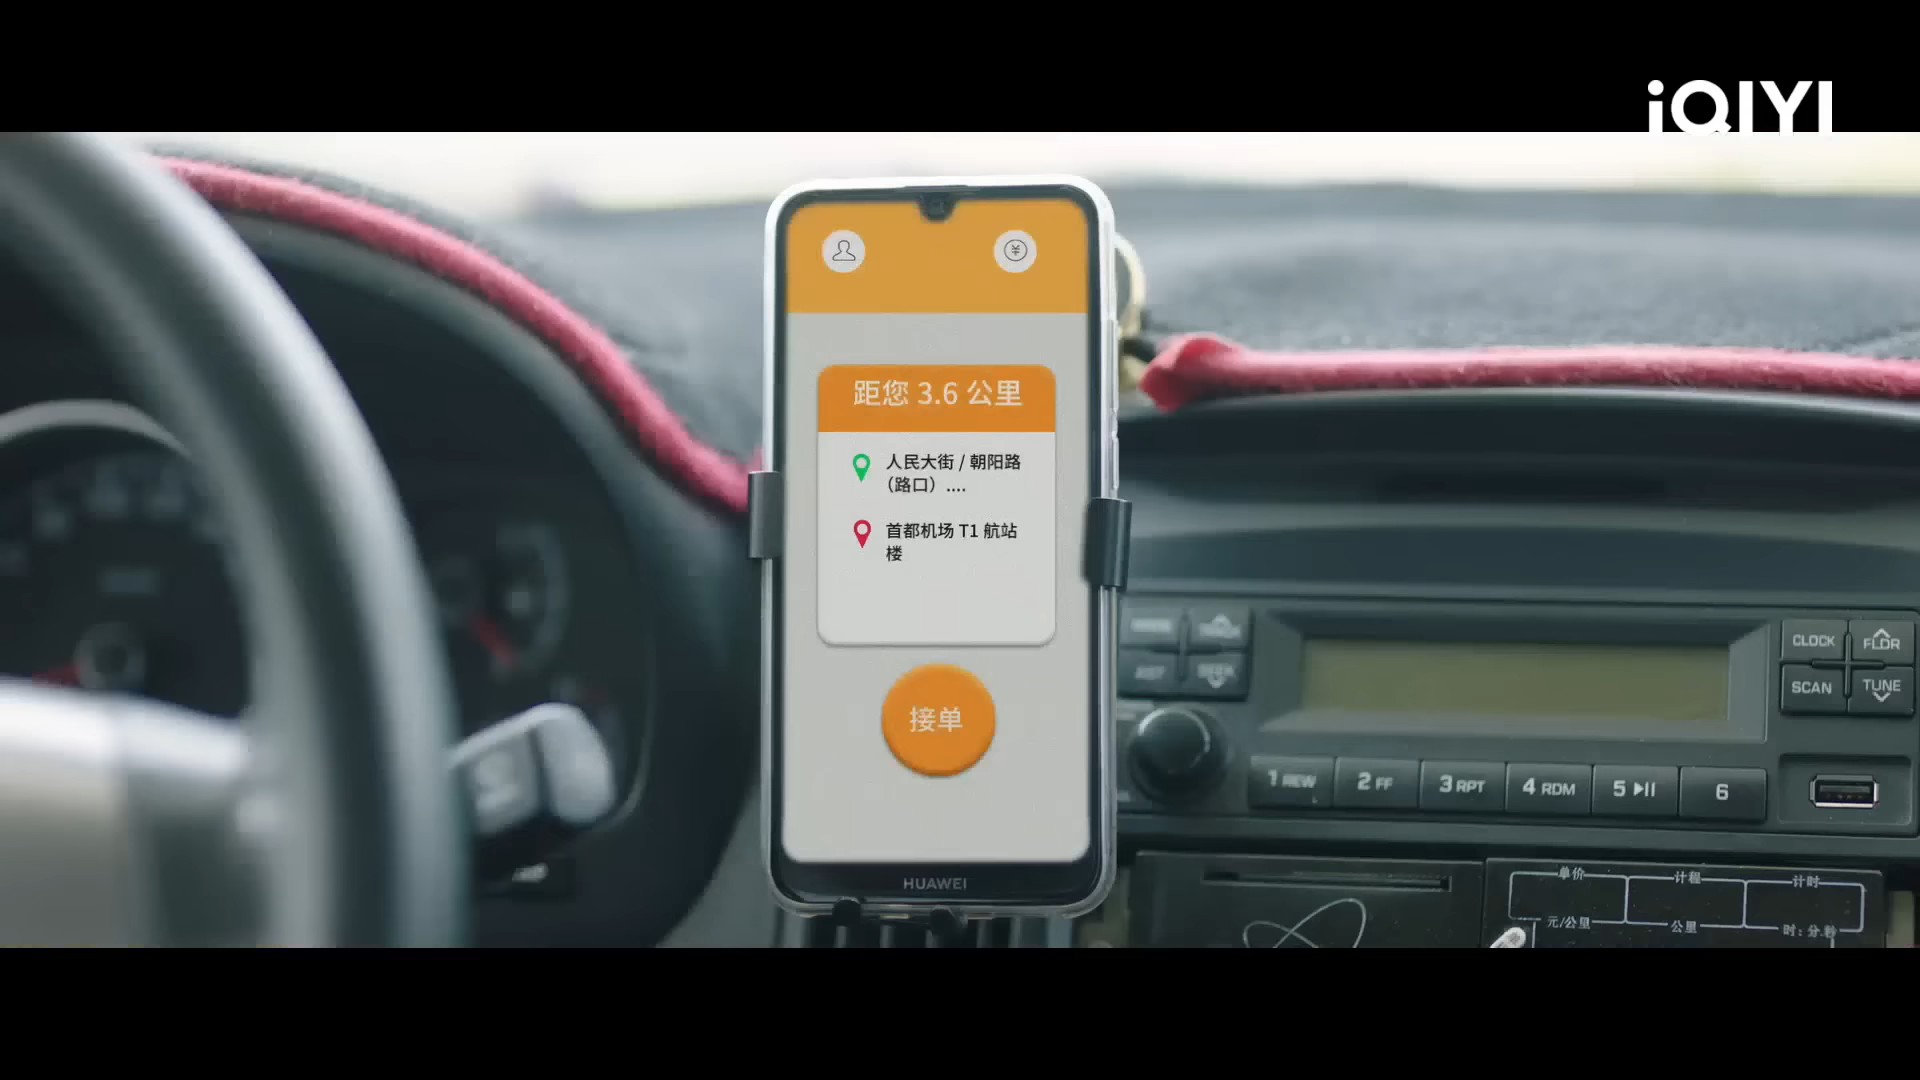 iQIYI
距您 3.6 公里
人民大街 / 朝阳路
（路口）....
首都机场 T1 航站
楼
接单
HUAWEI
CLOCK
FLDR
SCAN
TUNE
1 REW
2 FF
3 RPT
4 RDM
5
6
单价
计程
计时
元/公里
公里
时：分.秒